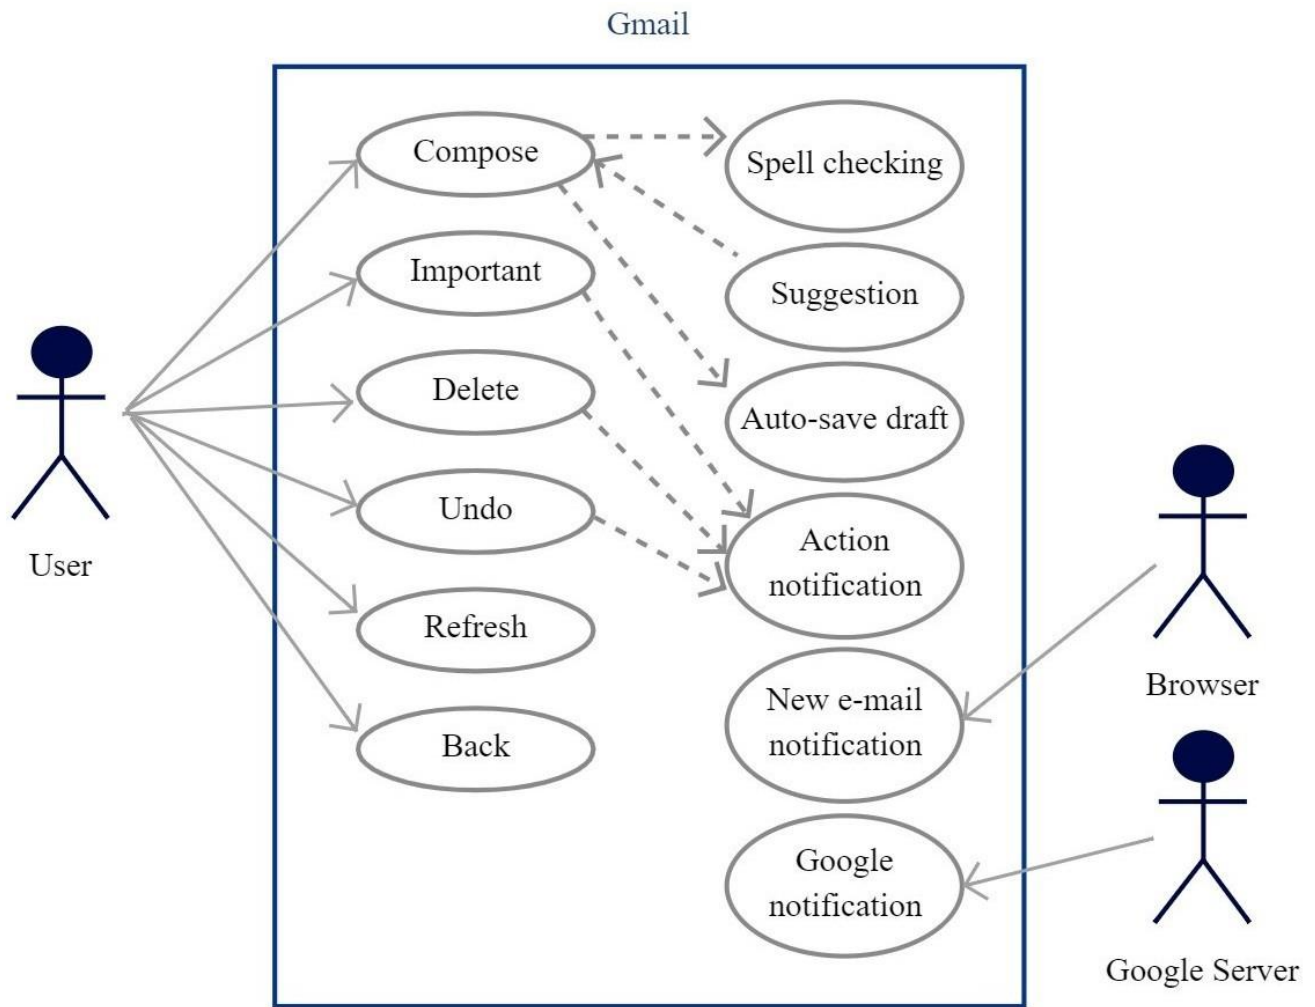 Gmail
Compose
Important
Delete
Undo
Refresh
Back
Spell checking
Suggestion
Auto-save draft
Action
notification
New e-mail
notification
Google
notification
User
Browser
Google Server